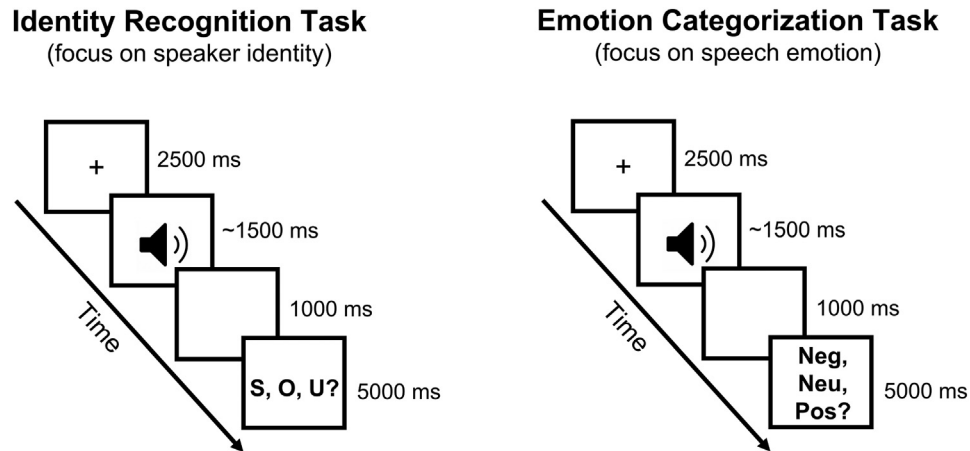 Identity Recognition Task
(focus on speaker identity)
+
2500 ms
~1500 ms
1000 ms
S, O, U?
5000 ms
Time
Emotion Categorization Task
(focus on speech emotion)
+
2500 ms
~1500 ms
1000 ms
Neg,
Neu,
Pos?
5000 ms
Time